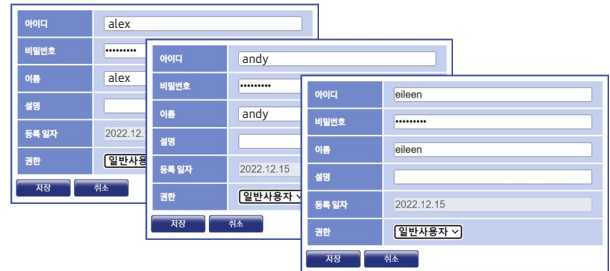 아이디 alex
비밀번호 •••••••••
이름 alex
설명
등록 일자 2022.12.
권한 일반사용
저장 취소
아이디 andy
비밀번호 •••••••••
이름 andy
설명
등록 일자 2022.12.15
권한 일반사용자
저장 취소
아이디 eileen
비밀번호 •••••••••
이름 eileen
설명
등록 일자 2022.12.15
권한 일반사용자
저장 취소